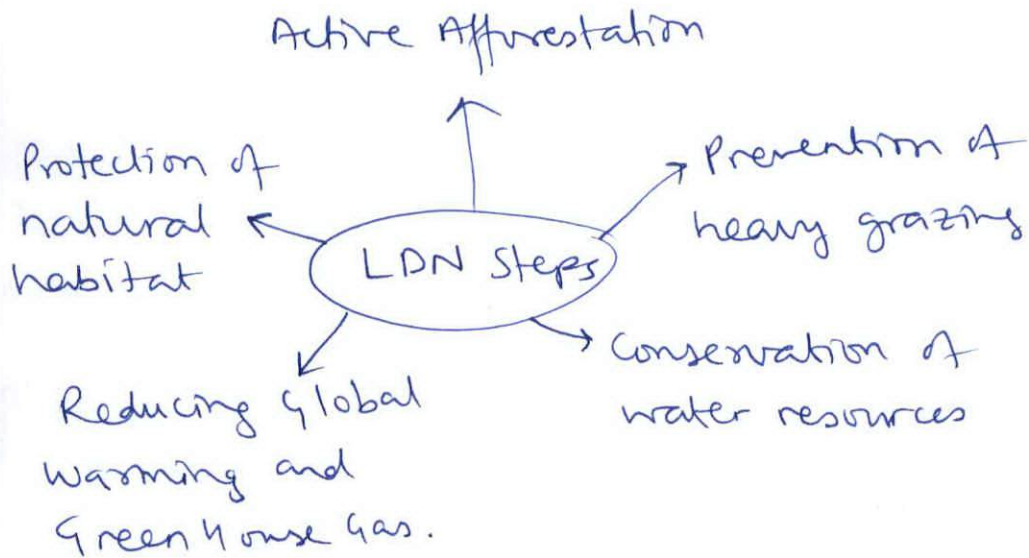 Active Afforestation
Protection of
natural
habitat
Prevention of
heavy grazing
LDN Steps
Conservation of
water resources
Reducing Global
warming and
Green House Gas.